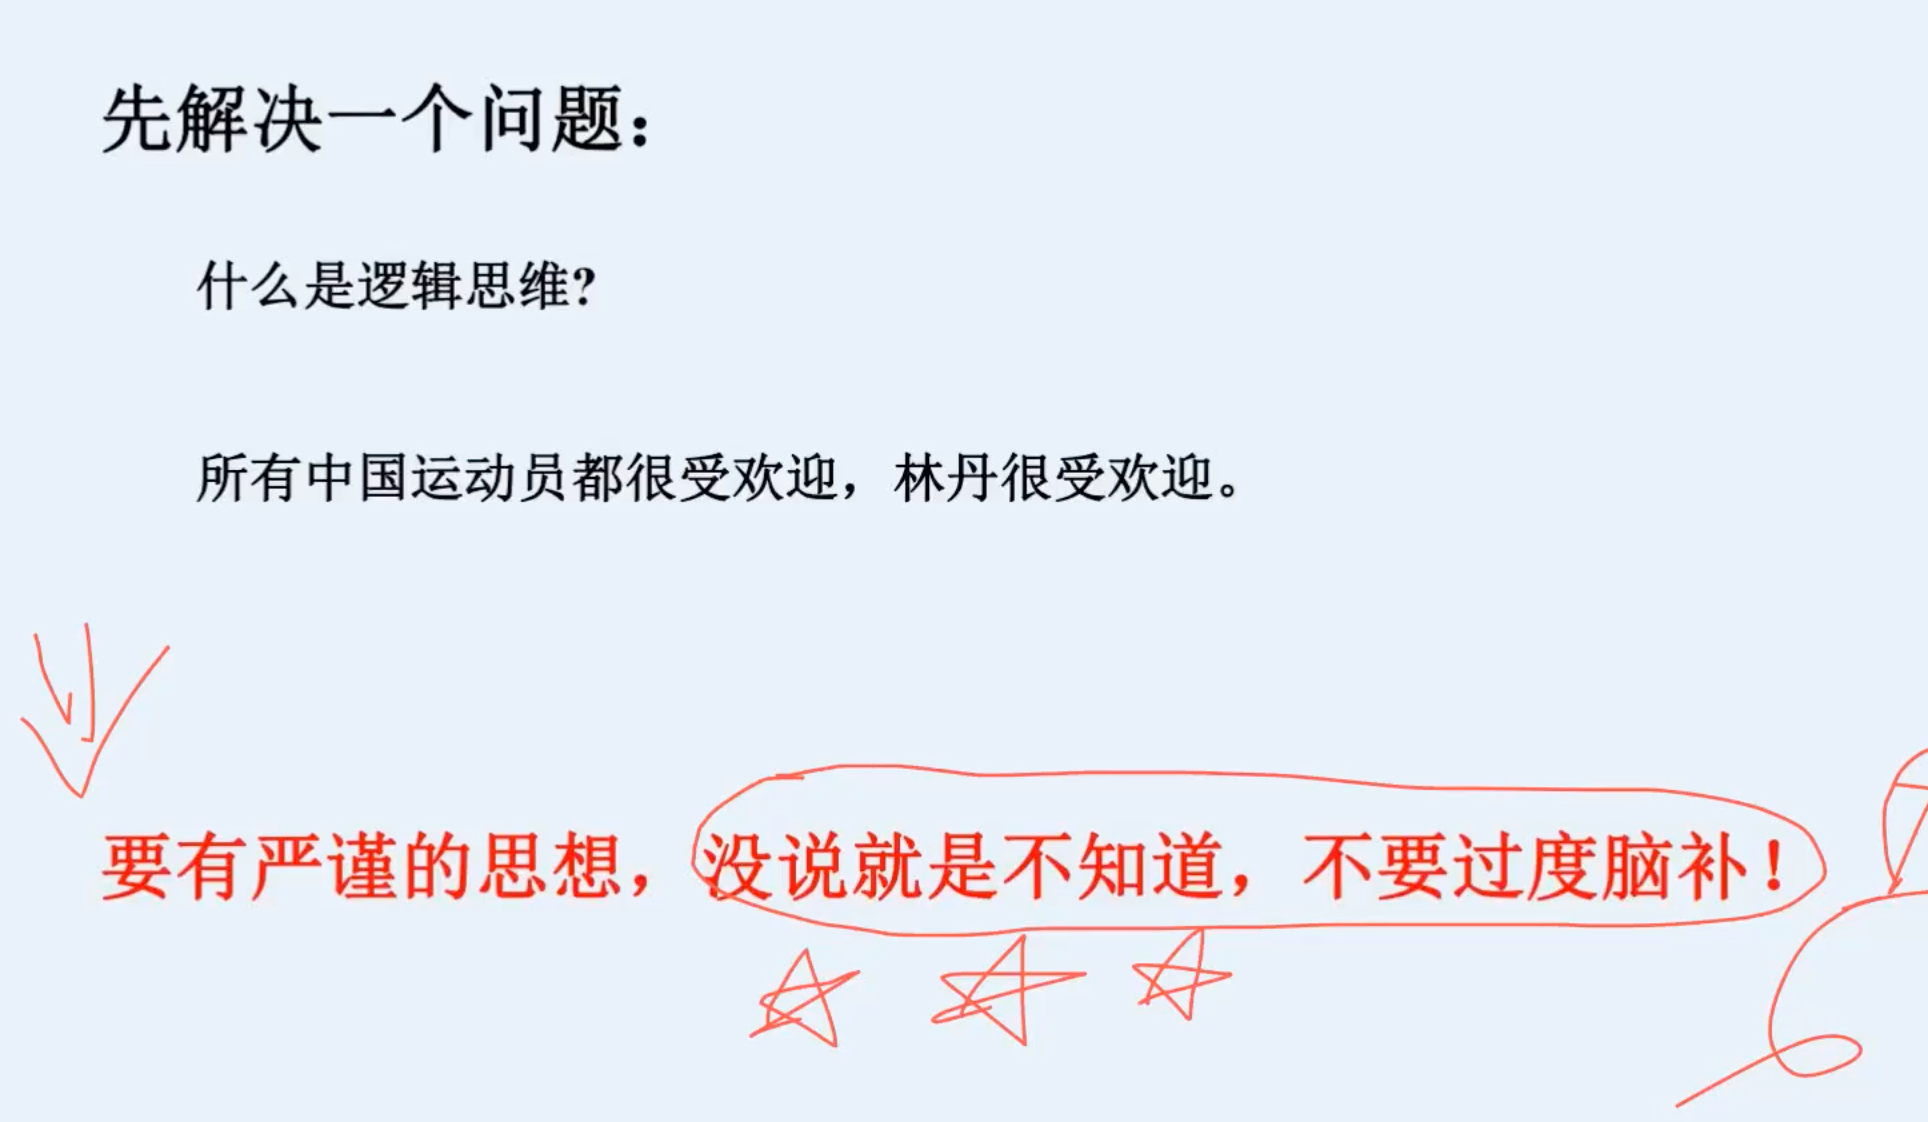 先解决一个问题：
什么是逻辑思维?
所有中国运动员都很受欢迎，林丹很受欢迎。
要有严谨的思想，没说就是不知道，不要过度脑补！